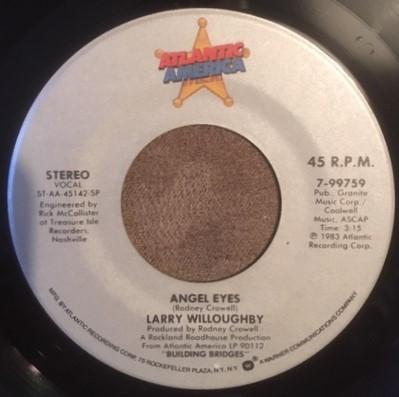 ATLANTIC
AMERICA
STEREO
VOCAL
ST-AA-45142-SP
Engineered by
Rick McCollister
at Treasure Isle
Recorders,
Nashville
45 R.P.M.
7-99759
Pub., Granite
Music Corp./
Coolwell
Music, ASCAP
Time: 3:15
℗ 1983 Atlantic
Recording Corp.
ANGEL EYES
(Rodney Crowell)
LARRY WILLOUGHBY
Produced by Rodney Crowell
A Rockland Roadhouse Production
From Atlantic America LP 90112
"BUILDING BRIDGES"
MFG. BY ATLANTIC RECORDING CORP. 75 ROCKEFELLER PLAZA, N.Y., N.Y. A WARNER COMMUNICATIONS COMPANY